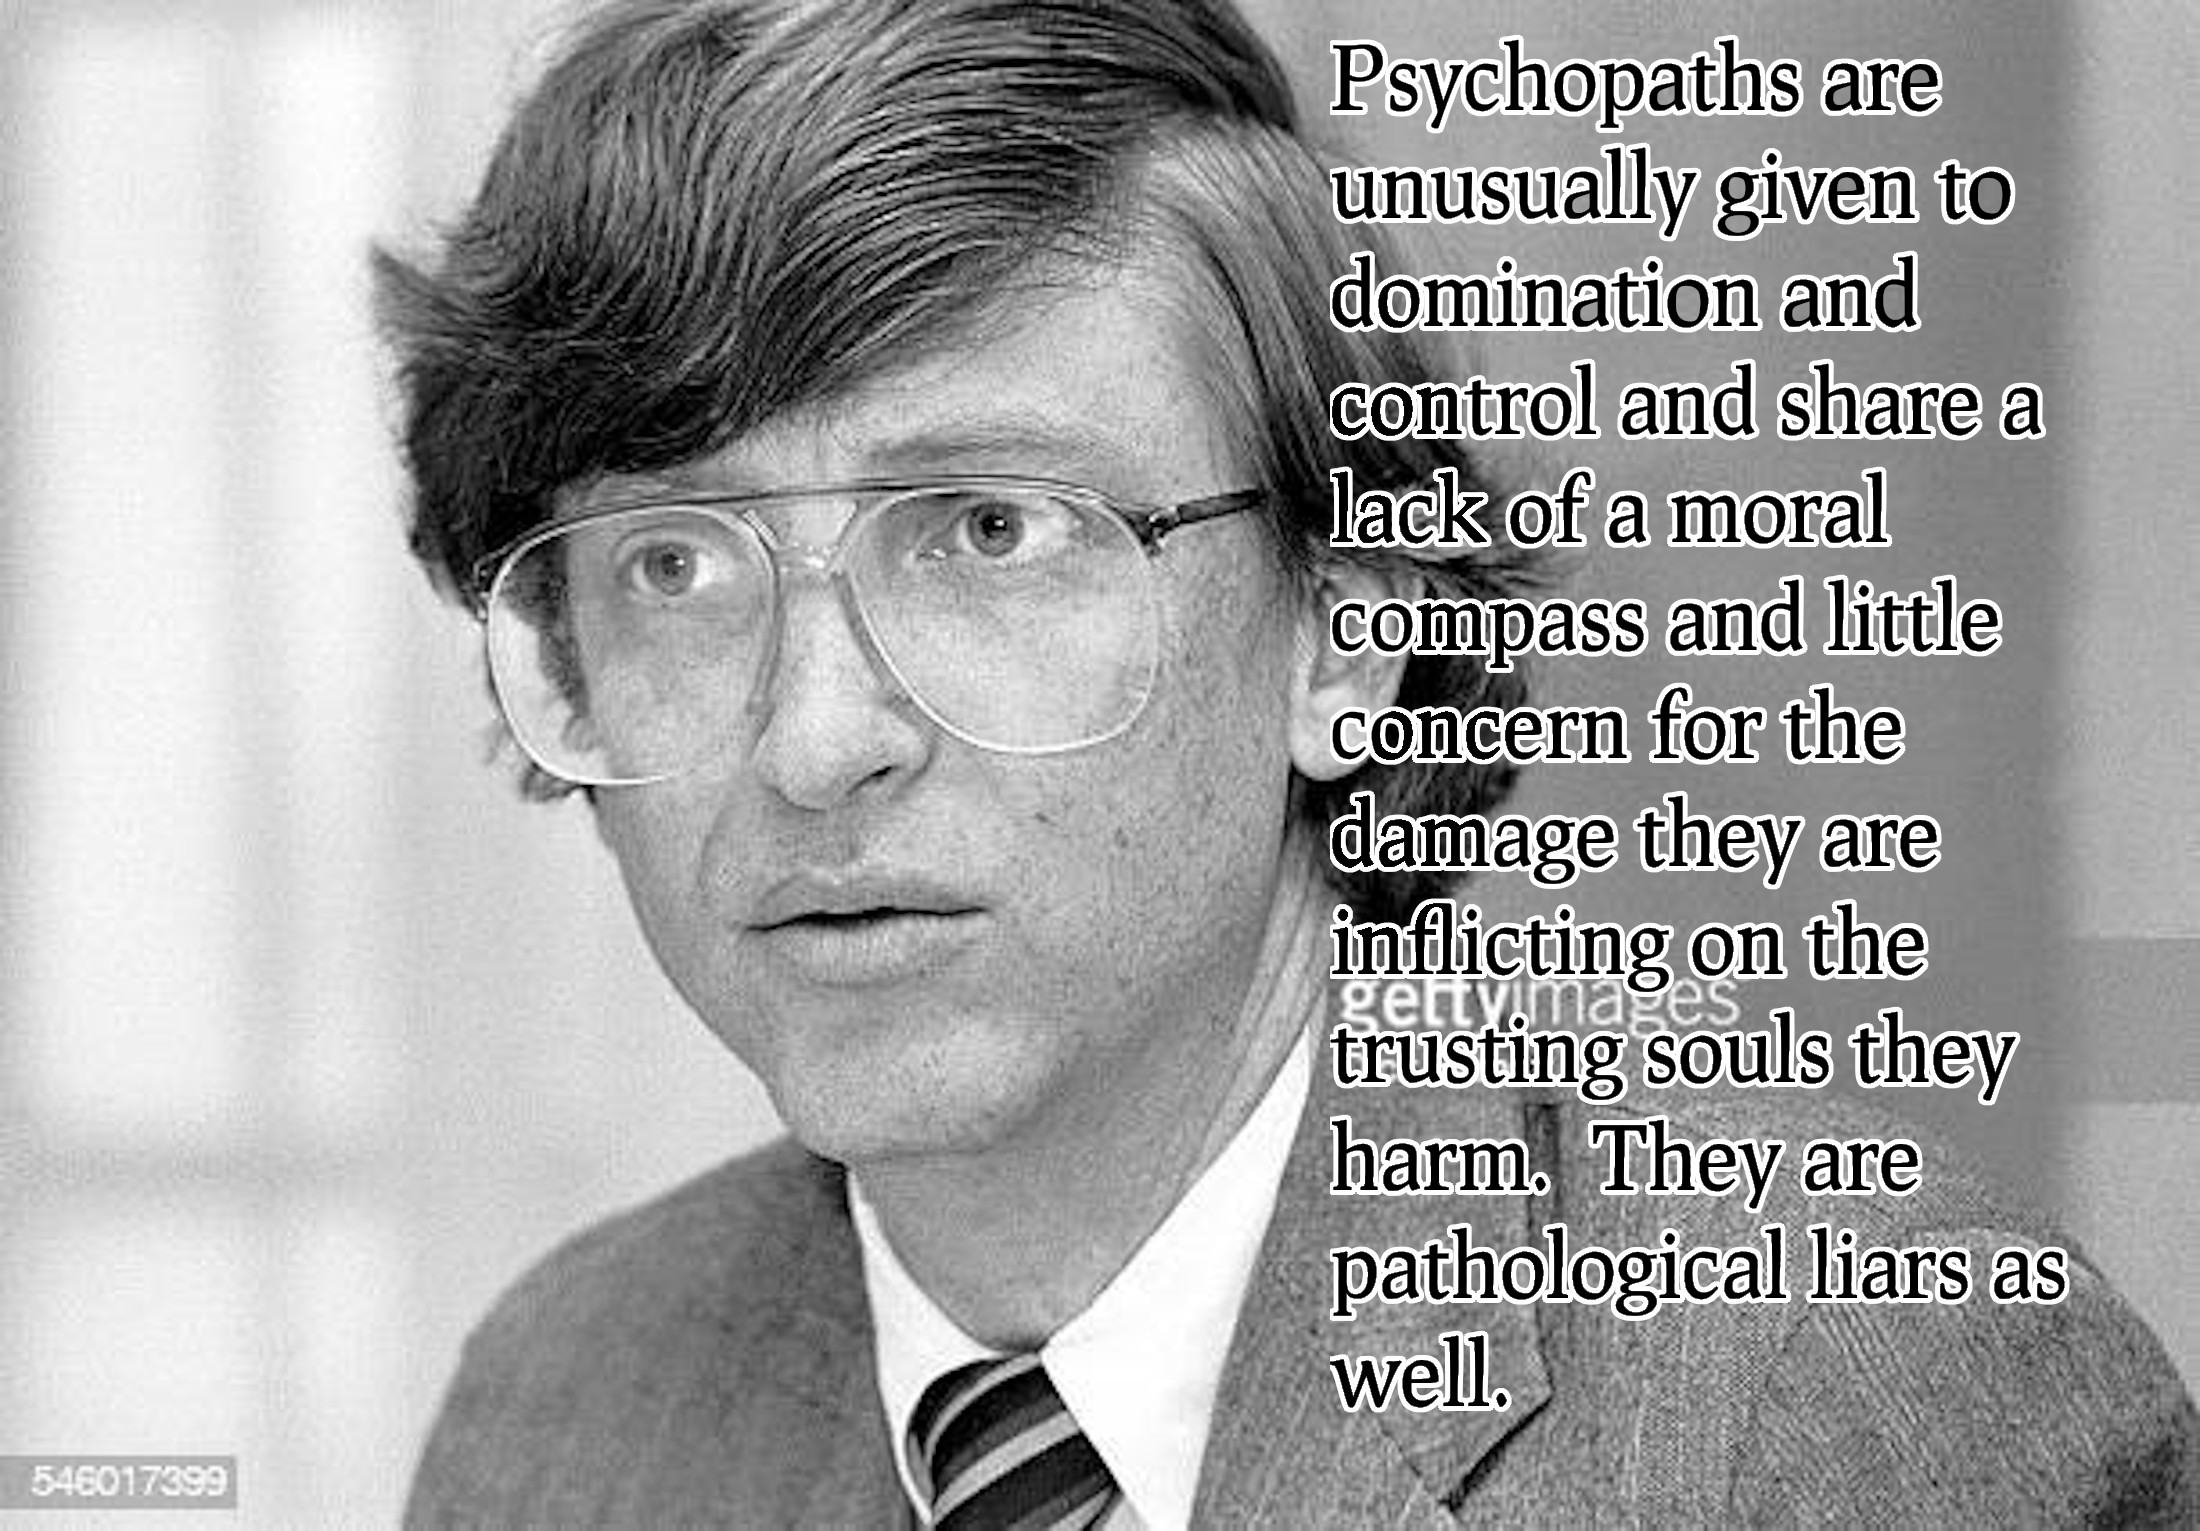 Psychopaths are
unusually given to
domination and
control and share a
lack of a moral
compass and little
concern for the
damage they are
inflicting on the
gettyimages
trusting souls they
harm.  They are
pathological liars as
well.
546017399